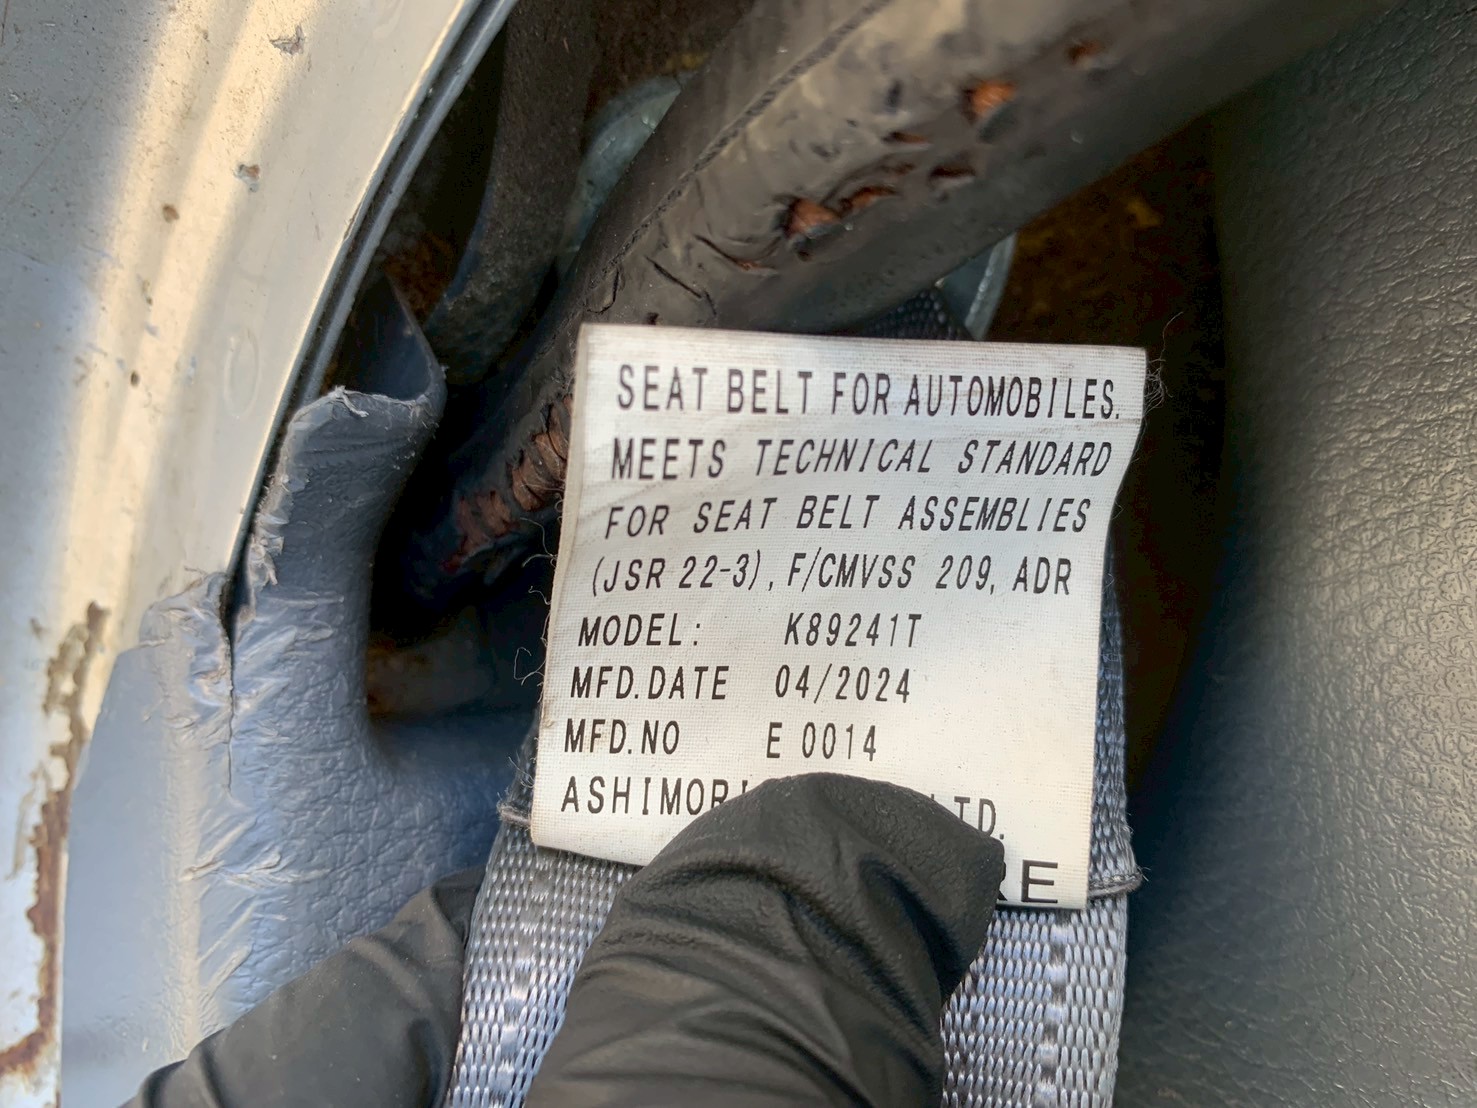 SEAT BELT FOR AUTOMOBILES.
MEETS TECHNICAL STANDARD
FOR SEAT BELT ASSEMBLIES
(JSR 22-3), F/CMVSS 209, ADR
MODEL: K89241T
MFD.DATE 04/2024
MFD.NO E 0014